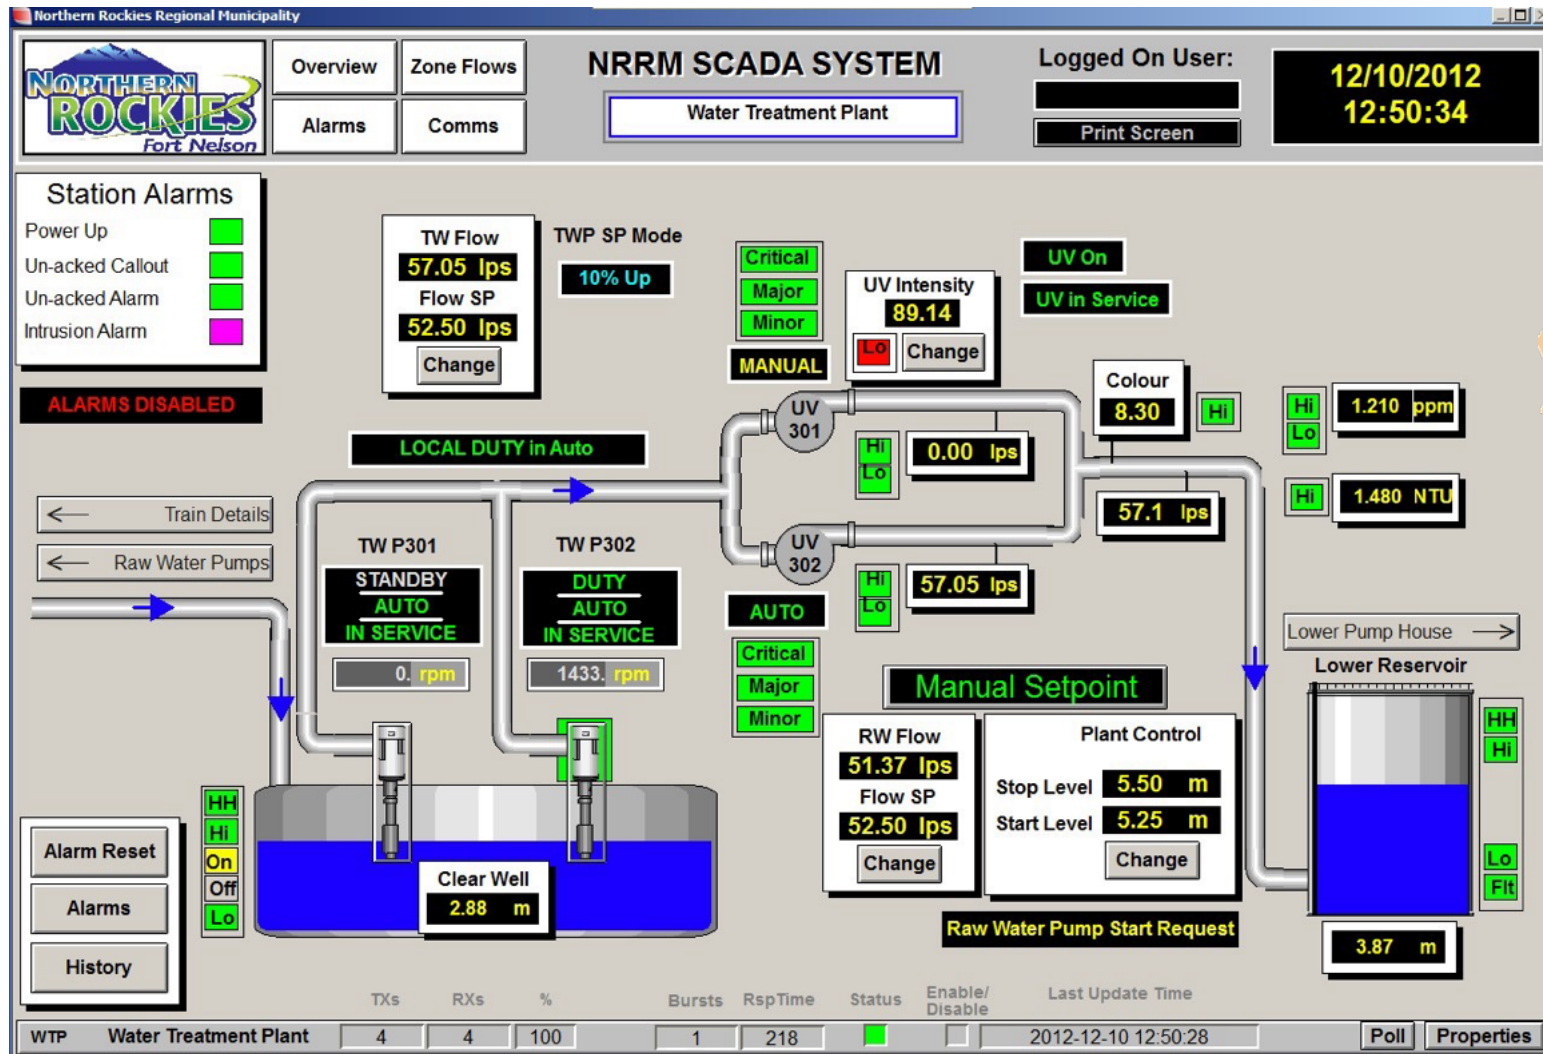 Northern Rockies Regional Municipality
NORTHERN
ROCKIES
Fort Nelson
Overview
Zone Flows
Alarms
Comms
NRRM SCADA SYSTEM
Water Treatment Plant
Logged On User:
Print Screen
12/10/2012
12:50:34
Station Alarms
Power Up
Un-acked Callout
Un-acked Alarm
Intrusion Alarm
ALARMS DISABLED
TW Flow
57.05 lps
Flow SP
52.50 lps
Change
TWP SP Mode
10% Up
Critical
Major
Minor
MANUAL
UV Intensity
89.14
Lo
Change
UV On
UV in Service
Colour
8.30
Hi
Hi
Lo
1.210 ppm
Hi
1.480 NTU
LOCAL DUTY in Auto
UV
301
Hi
Lo
0.00 lps
57.1 lps
Train Details
Raw Water Pumps
TW P301
STANDBY
AUTO
IN SERVICE
0. rpm
TW P302
DUTY
AUTO
IN SERVICE
1433. rpm
UV
302
Hi
Lo
57.05 lps
AUTO
Critical
Major
Minor
Lower Pump House
Lower Reservoir
HH
Hi
Lo
Flt
3.87 m
Manual Setpoint
RW Flow
51.37 lps
Flow SP
52.50 lps
Change
Plant Control
Stop Level 5.50 m
Start Level 5.25 m
Change
Raw Water Pump Start Request
HH
Hi
On
Off
Lo
Clear Well
2.88 m
Alarm Reset
Alarms
History
TXs RXs % Bursts RspTime Status Enable/
Disable Last Update Time
WTP Water Treatment Plant 4 4 100 1 218 2012-12-10 12:50:28 Poll Properties